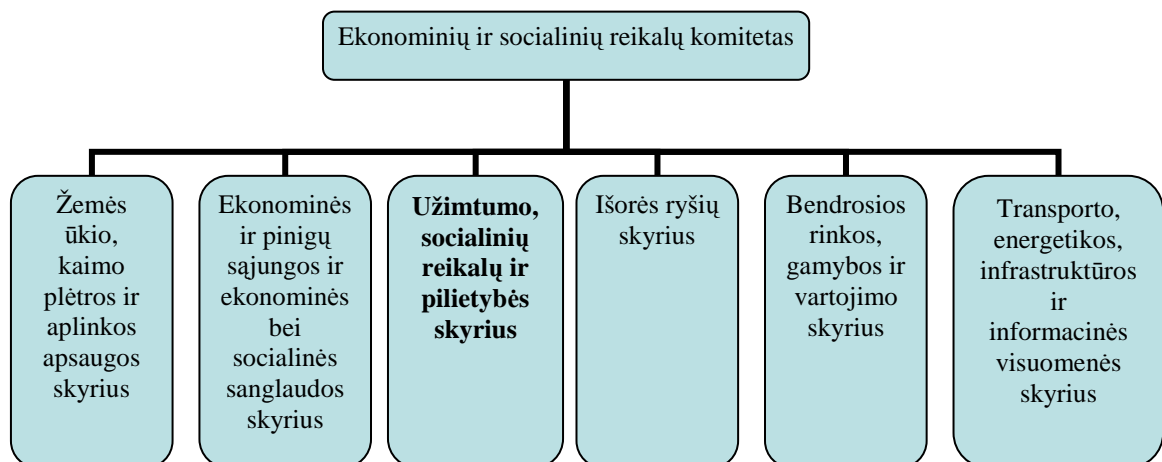 Ekonominių ir socialinių reikalų komitetas
Žemės
ūkio,
kaimo
plėtros ir
aplinkos
apsaugos
skyrius
Ekonominės
ir pinigų
sąjungos ir
ekonominės
bei
socialinės
sanglaudos
skyrius
Užimtumo,
socialinių
reikalų ir
pilietybės
skyrius
Išorės ryšių
skyrius
Bendrosios
rinkos,
gamybos ir
vartojimo
skyrius
Transporto,
energetikos,
infrastruktūros
ir
informacinės
visuomenės
skyrius